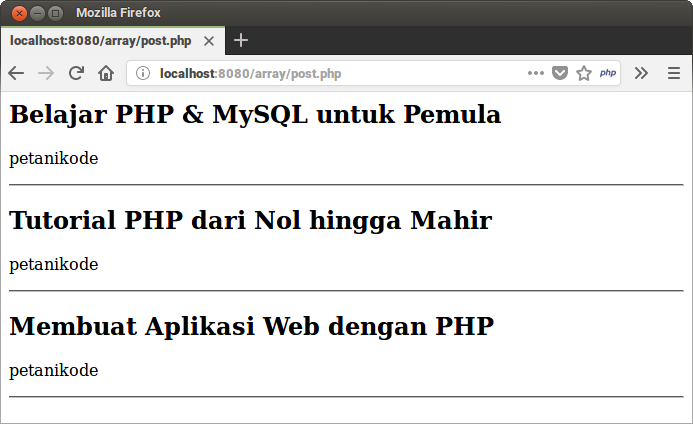 Mozilla Firefox
localhost:8080/array/post.php
localhost:8080/array/post.php
php
Belajar PHP & MySQL untuk Pemula
petanikode
Tutorial PHP dari Nol hingga Mahir
petanikode
Membuat Aplikasi Web dengan PHP
petanikode